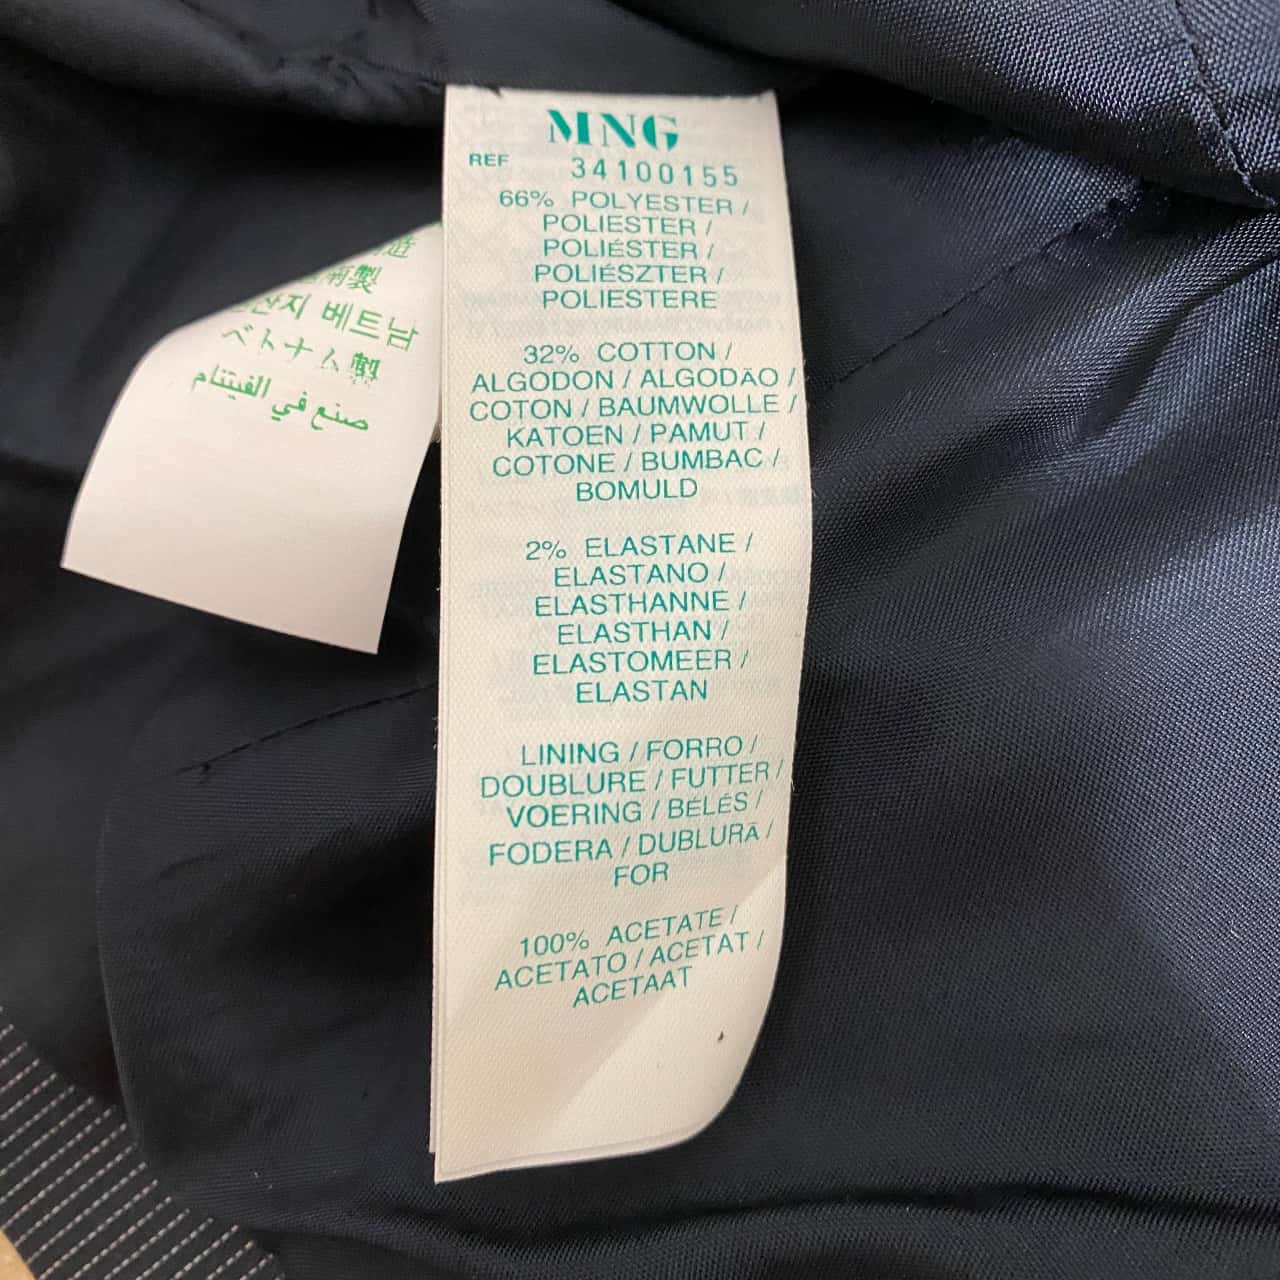 MNG
REF 34100155
66% POLYESTER /
POLIESTER /
POLIÉSTER /
POLIÉSZTER /
POLIESTERE
32% COTTON /
ALGODON / ALGODÃO /
COTON / BAUMWOLLE /
KATOEN / PAMUT /
COTONE / BUMBAC /
BOMULD
2% ELASTANE /
ELASTANO /
ELASTHANNE /
ELASTHAN /
ELASTOMEER /
ELASTAN
LINING / FORRO /
DOUBLURE / FUTTER /
VOERING / BÉLÉS /
FODERA / DUBLURĂ /
FOR
100% ACETATE /
ACETATO / ACETAT /
ACETAAT
造
製
베트남
ベトナム製
صنع في الفيتنام